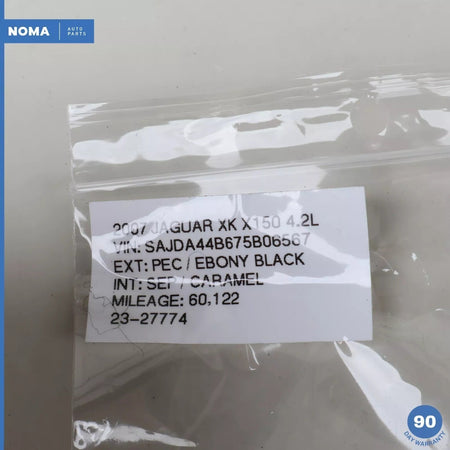 NOMA AUTO PARTS
2007 JAGUAR XK X150 4.2L
VIN: SAJDA44B675B06567
EXT: PEC / EBONY BLACK
INT: SEP / CARAMEL
MILEAGE: 60,122
23-27774
90
DAY WARRANTY